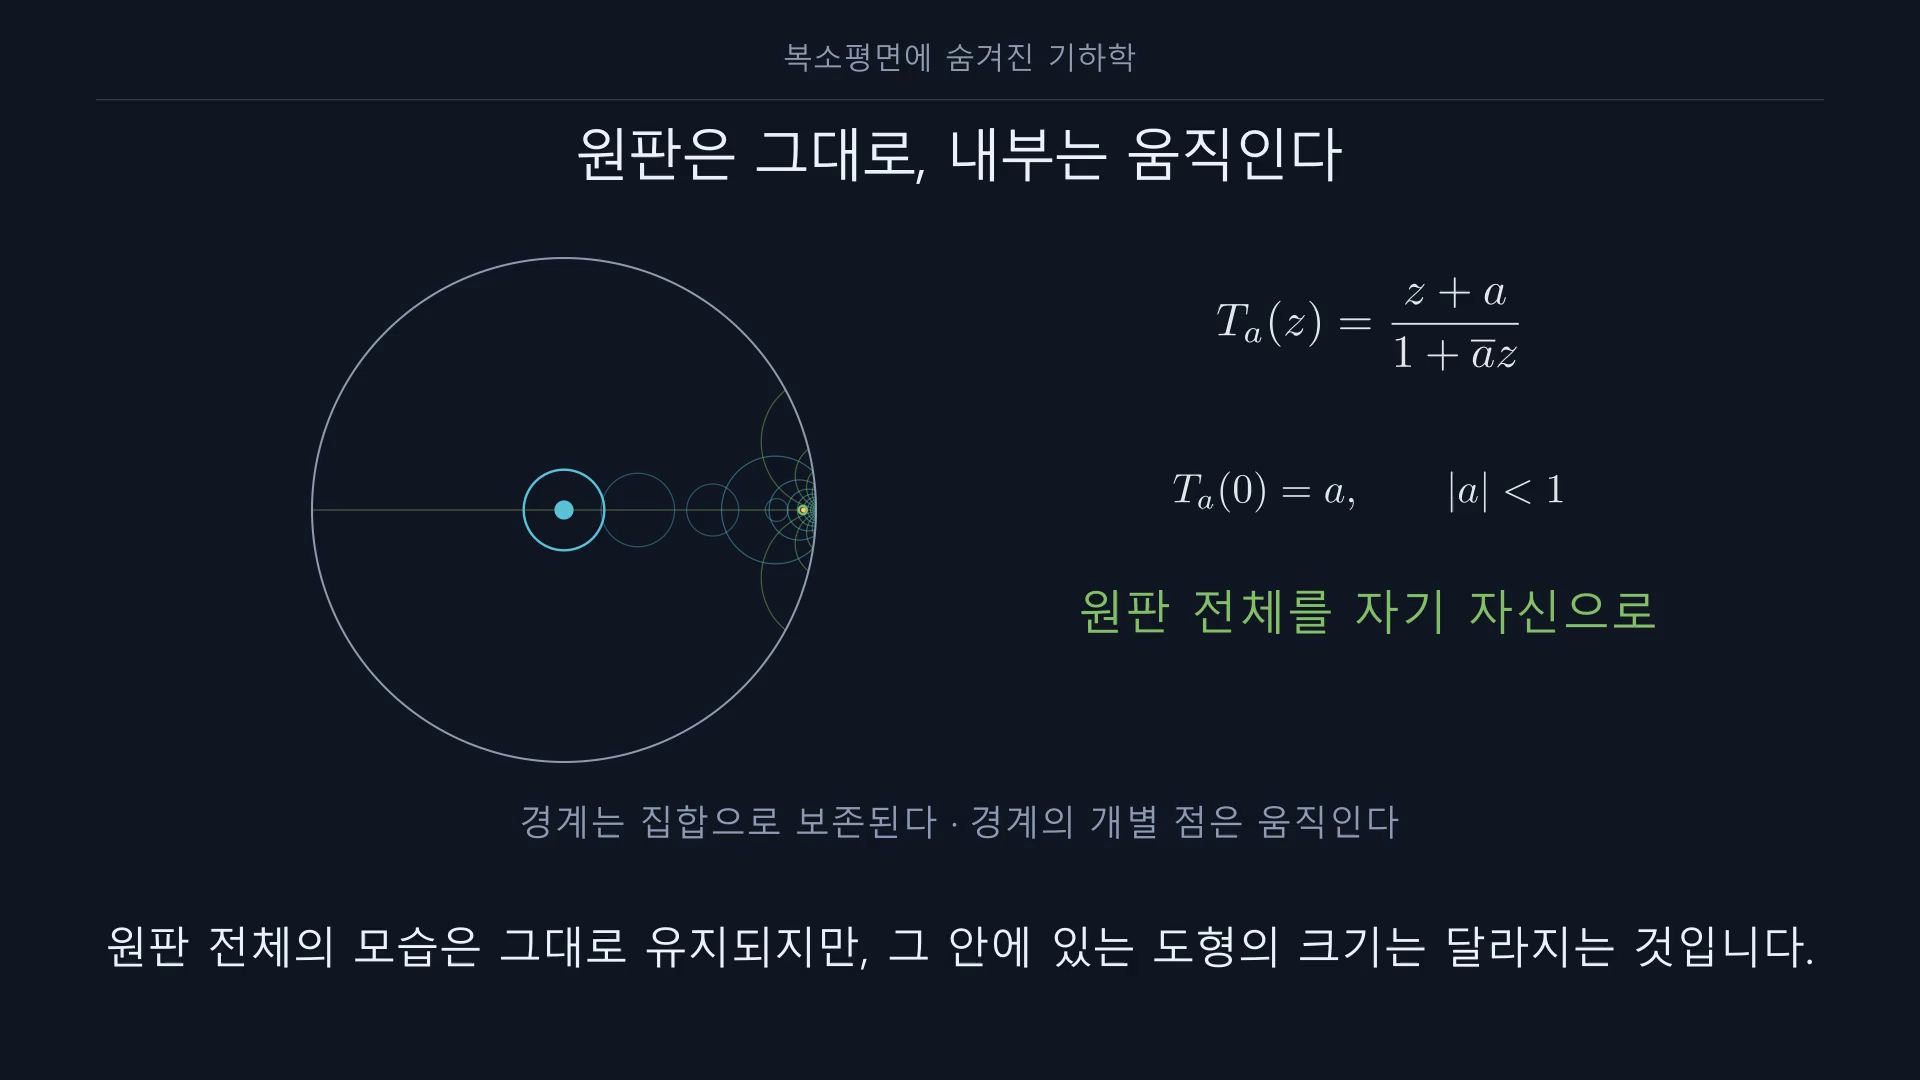 복소평면에 숨겨진 기하학
원판은 그대로, 내부는 움직인다
T_a(z) = \frac{z + a}{1 + \overline{a}z}
T_a(0) = a, |a| < 1
원판 전체를 자기 자신으로
경계는 집합으로 보존된다 · 경계의 개별 점은 움직인다
원판 전체의 모습은 그대로 유지되지만, 그 안에 있는 도형의 크기는 달라지는 것입니다.